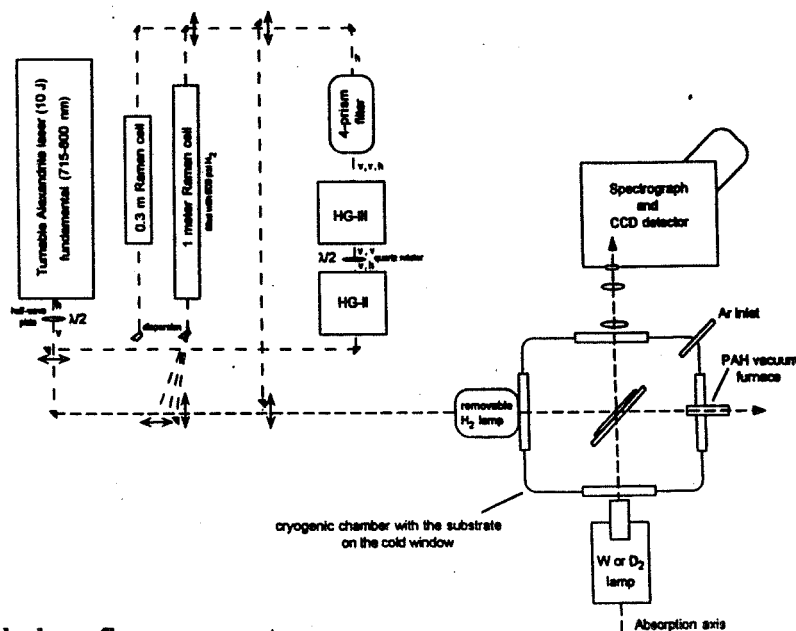 Tunable Alexandrite laser (10 J)
fundamental (715-800 nm)
0.3 m Raman cell
1 meter Raman cell
h
4-prism
filter
v, v, h
HG-III
λ/2
v, v
v, h
quartz rotator
HG-II
half-wave
plate
h
λ/2
v
dispersion
Spectrograph
and
CCD detector
Ar inlet
PAH vacuum
furnace
removable
H2 lamp
cryogenic chamber with the substrate
on the cold window
W or D2
lamp
Absorption axis